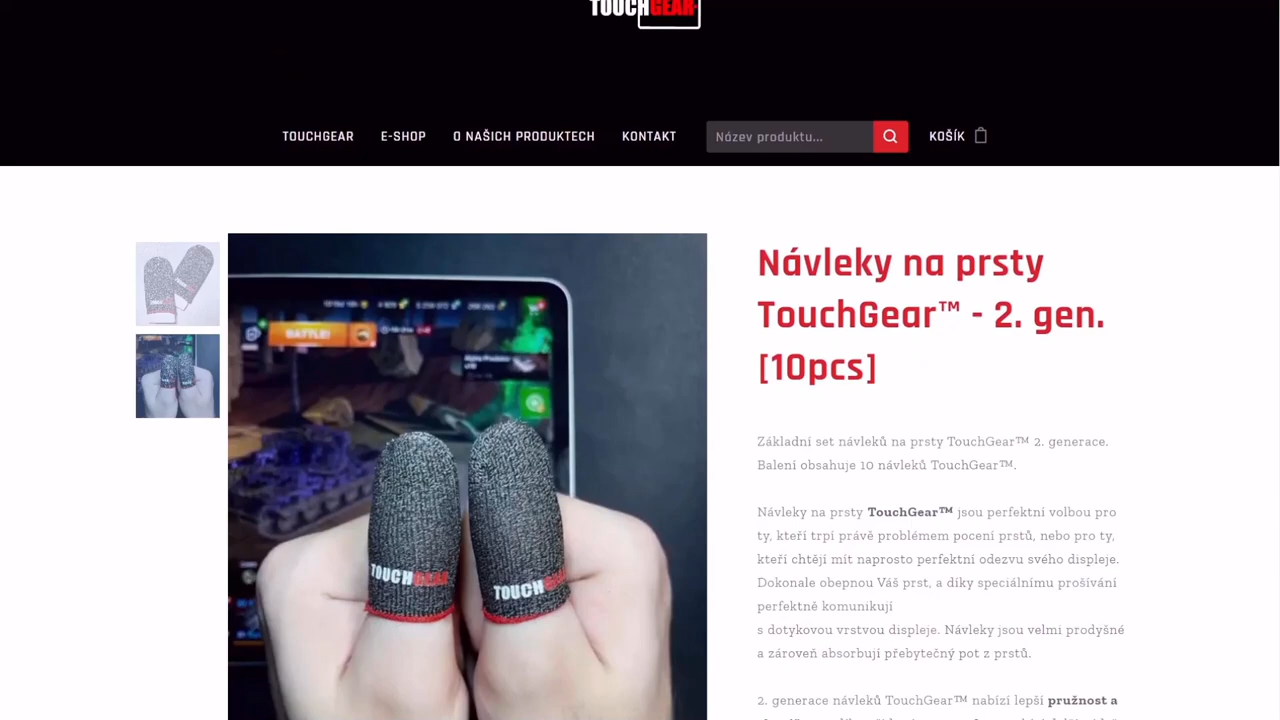 TOUCHGEAR
TOUCHGEAR E-SHOP O NAŠICH PRODUKTECH KONTAKT Název produktu... KOŠÍK
Návleky na prsty
TouchGear™ - 2. gen.
[10pcs]
BATTLE!
TOUCHGEAR
TOUCHGEAR
Základní set návleků na prsty TouchGear™ 2. generace.
Balení obsahuje 10 návleků TouchGear™.
Návleky na prsty TouchGear™ jsou perfektní volbou pro
ty, kteří trpí právě problémem pocení prstů, nebo pro ty,
kteří chtějí mít naprosto perfektní odezvu svého displeje.
Dokonale obepnou Váš prst, a díky speciálnímu prošívání
perfektně komunikují
s dotykovou vrstvou displeje. Návleky jsou velmi prodyšné
a zároveň absorbují přebytečný pot z prstů.
2. generace návleků TouchGear™ nabízí lepší pružnost a